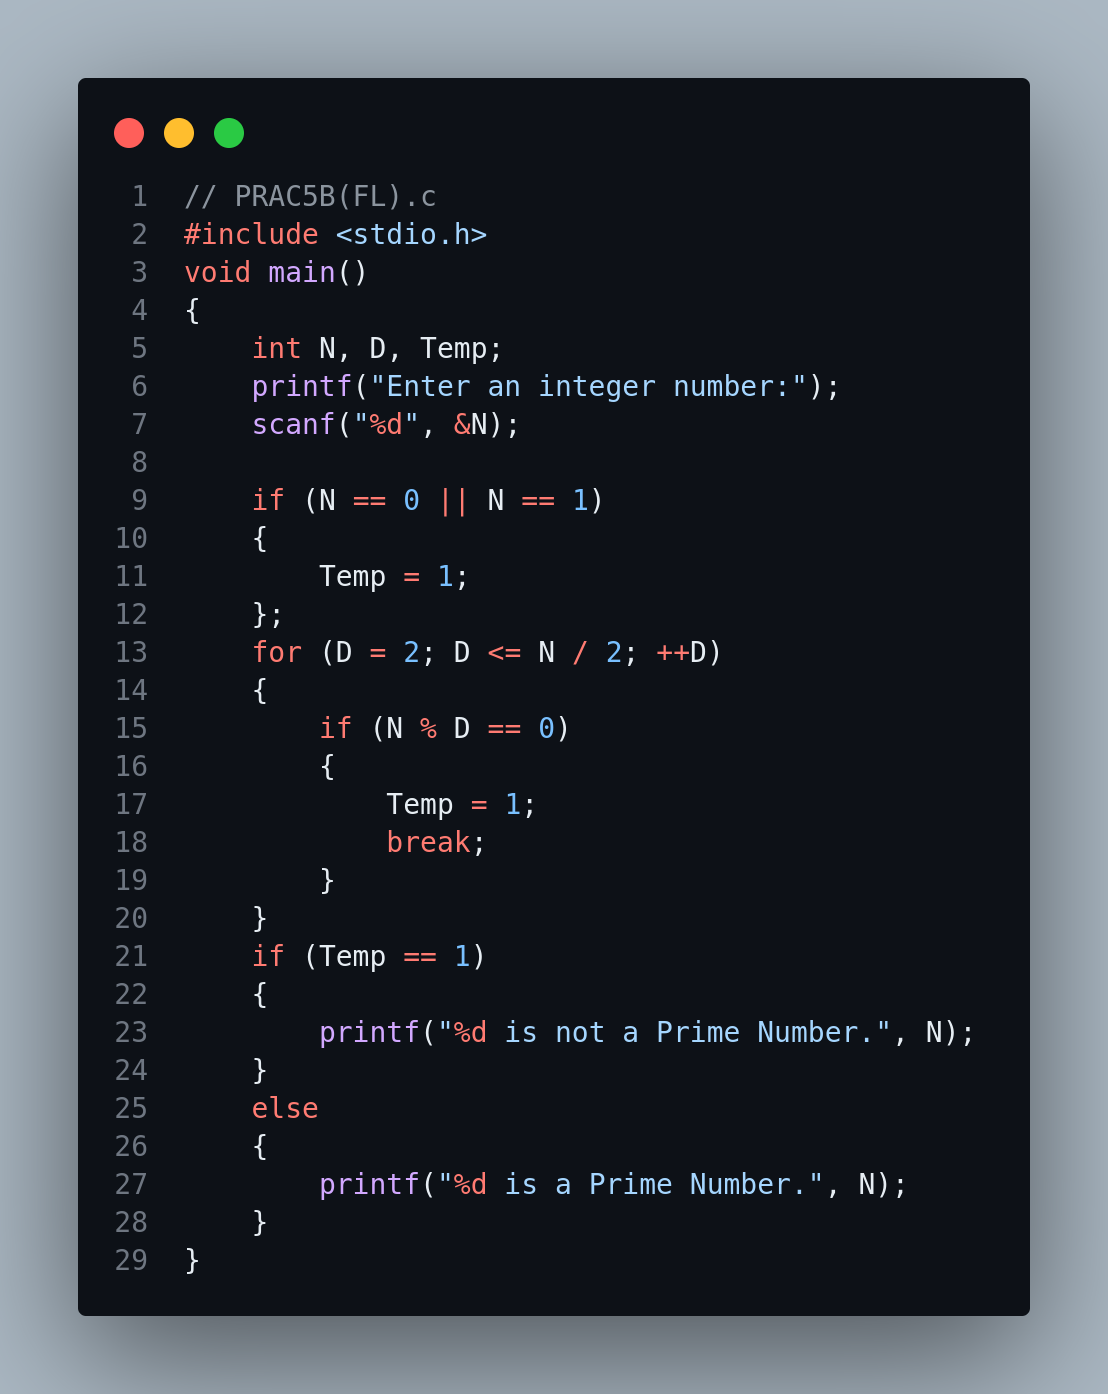 1 // PRAC5B(FL).c
2 #include <stdio.h>
3 void main()
4 {
5     int N, D, Temp;
6     printf("Enter an integer number:");
7     scanf("%d", &N);
8
9     if (N == 0 || N == 1)
10     {
11         Temp = 1;
12     };
13     for (D = 2; D <= N / 2; ++D)
14     {
15         if (N % D == 0)
16         {
17             Temp = 1;
18             break;
19         }
20     }
21     if (Temp == 1)
22     {
23         printf("%d is not a Prime Number.", N);
24     }
25     else
26     {
27         printf("%d is a Prime Number.", N);
28     }
29 }